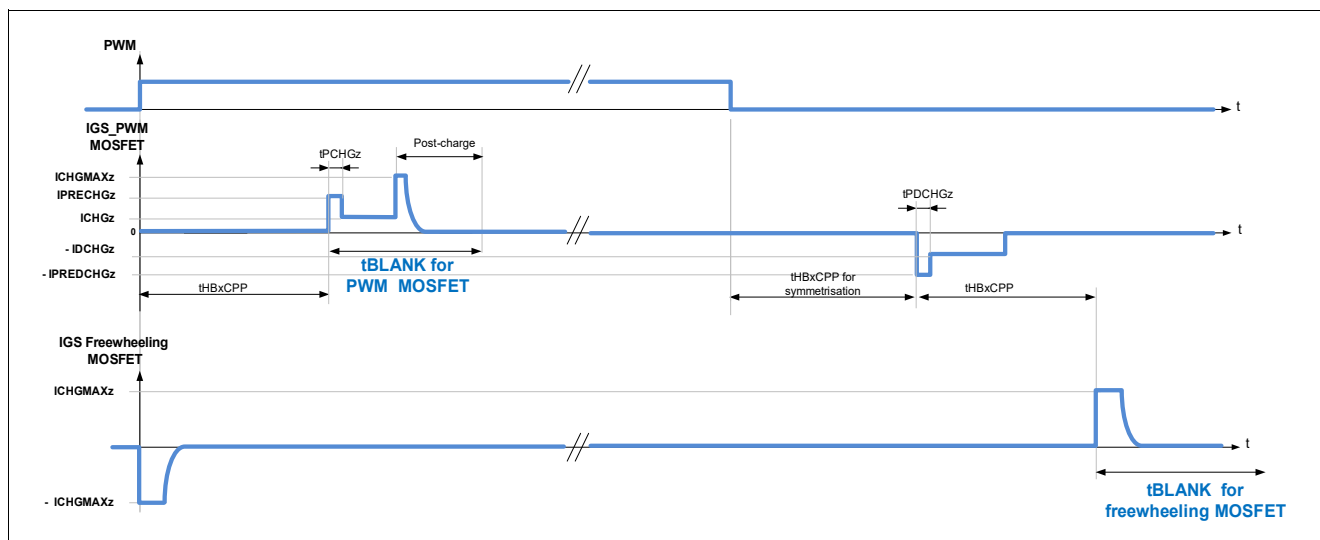 PWM
t
IGS_PWM
MOSFET
tPCHGz
Post-charge
ICHGMAXz
IPRECHGz
ICHGz
0
- IDCHGz
- IPREDCHGz
tPDCHGz
t
tBLANK for
PWM MOSFET
tHBxCPP
tHBxCPP for
symmetrisation
tHBxCPP
IGS Freewheeling
MOSFET
ICHGMAXz
t
- ICHGMAXz
tBLANK for
freewheeling MOSFET